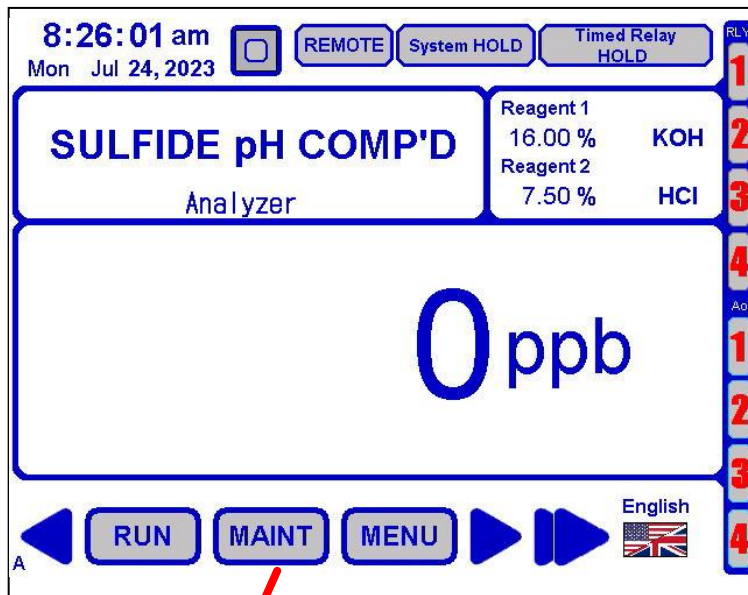 8:26:01 am
Mon Jul 24, 2023
REMOTE
System HOLD
Timed Relay
HOLD
SULFIDE pH COMP'D
Analyzer
Reagent 1
16.00 % KOH
Reagent 2
7.50 % HCl
0 ppb
RUN
MAINT
MENU
English
A
RLY
1
2
3
4
Ao
1
2
3
4